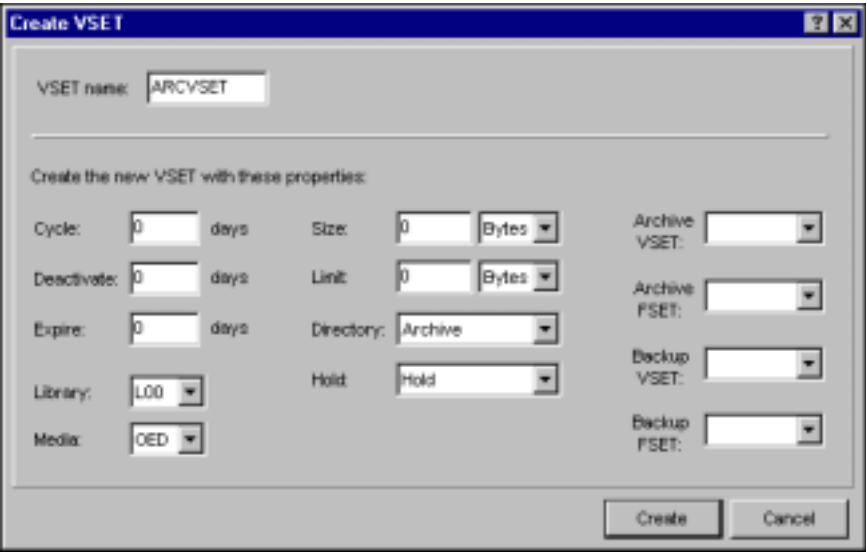 Create VSET
VSET name: ARCVSET
Create the new VSET with these properties:
Cycle: 0 days Size: 0 Bytes Archive VSET:
Deactivate: 0 days Limit: 0 Bytes Archive FSET:
Expire: 0 days Directory: Archive
Library: L00 Hold: Hold Backup VSET:
Media: OED Backup FSET:
Create Cancel